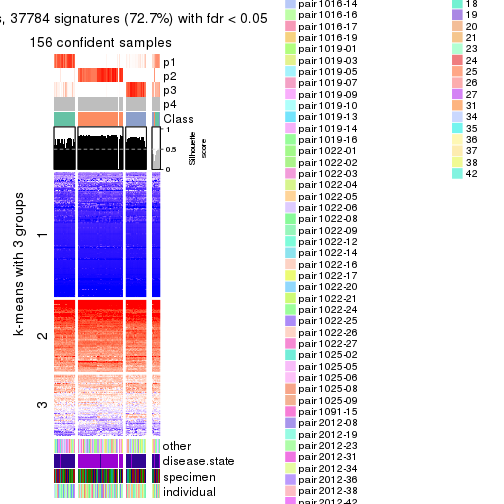 s, 37784 signatures (72.7%) with fdr < 0.05
156 confident samples
p1
p2
p3
p4
Class
1
0.5
0
Silhouette
score
k-means with 3 groups
1
2
3
other
disease.state
specimen
individual
pair1016-14
pair1016-16
pair1016-17
pair1016-19
pair1019-01
pair1019-03
pair1019-05
pair1019-07
pair1019-09
pair1019-10
pair1019-13
pair1019-14
pair1019-16
pair1022-01
pair1022-02
pair1022-03
pair1022-04
pair1022-05
pair1022-06
pair1022-08
pair1022-09
pair1022-12
pair1022-14
pair1022-16
pair1022-17
pair1022-20
pair1022-21
pair1022-24
pair1022-25
pair1022-26
pair1022-27
pair1025-02
pair1025-05
pair1025-06
pair1025-08
pair1025-09
pair1091-15
pair2012-08
pair2012-19
pair2012-23
pair2012-31
pair2012-34
pair2012-36
pair2012-38
pair2012-42
18
19
20
21
23
24
25
26
27
31
34
35
36
37
38
42